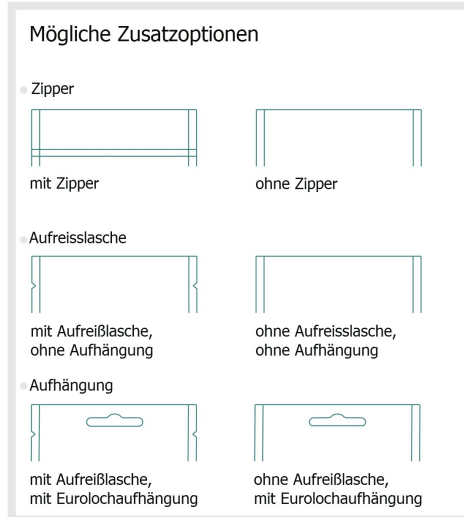 Mögliche Zusatzoptionen
Zipper
mit Zipper
ohne Zipper
Aufreisslasche
mit Aufreißlasche,
ohne Aufhängung
ohne Aufreisslasche,
ohne Aufhängung
Aufhängung
mit Aufreißlasche,
mit Eurolochaufhängung
ohne Aufreißlasche,
mit Eurolochaufhängung